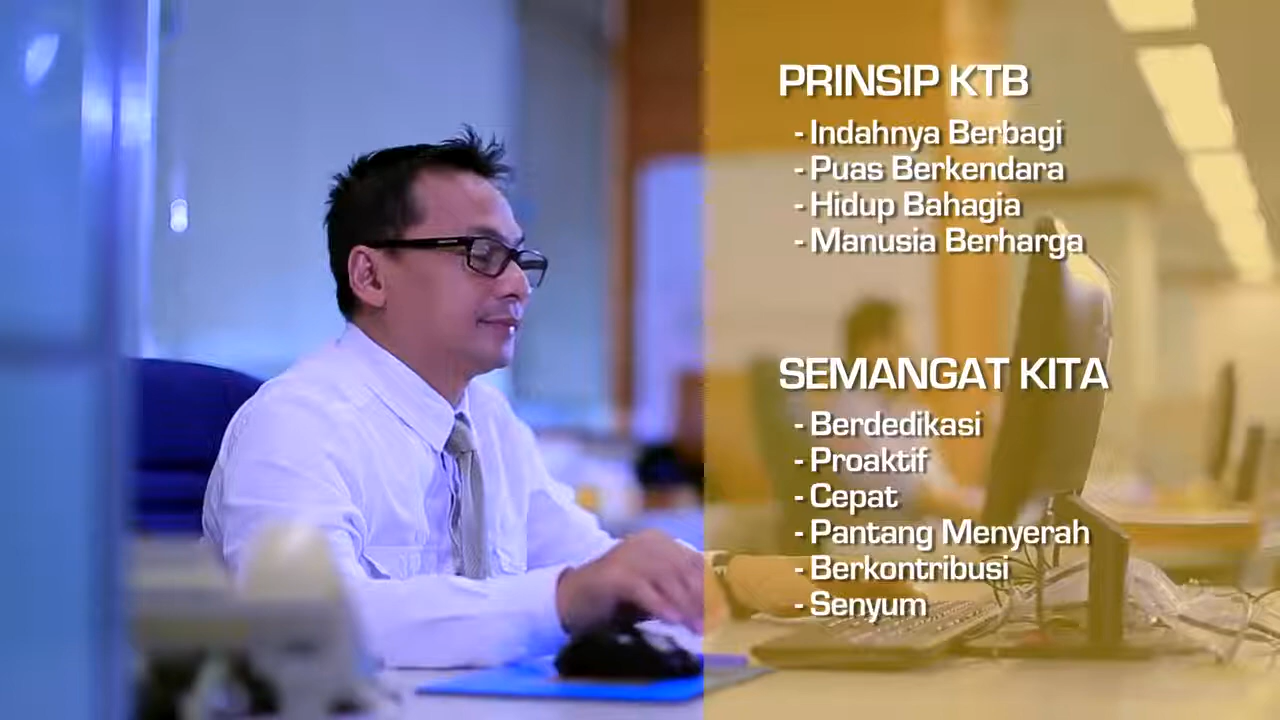 PRINSIP KTB
- Indahnya Berbagi
- Puas Berkendara
- Hidup Bahagia
- Manusia Berharga
SEMANGAT KITA
- Berdedikasi
- Proaktif
- Cepat
- Pantang Menyerah
- Berkontribusi
- Senyum